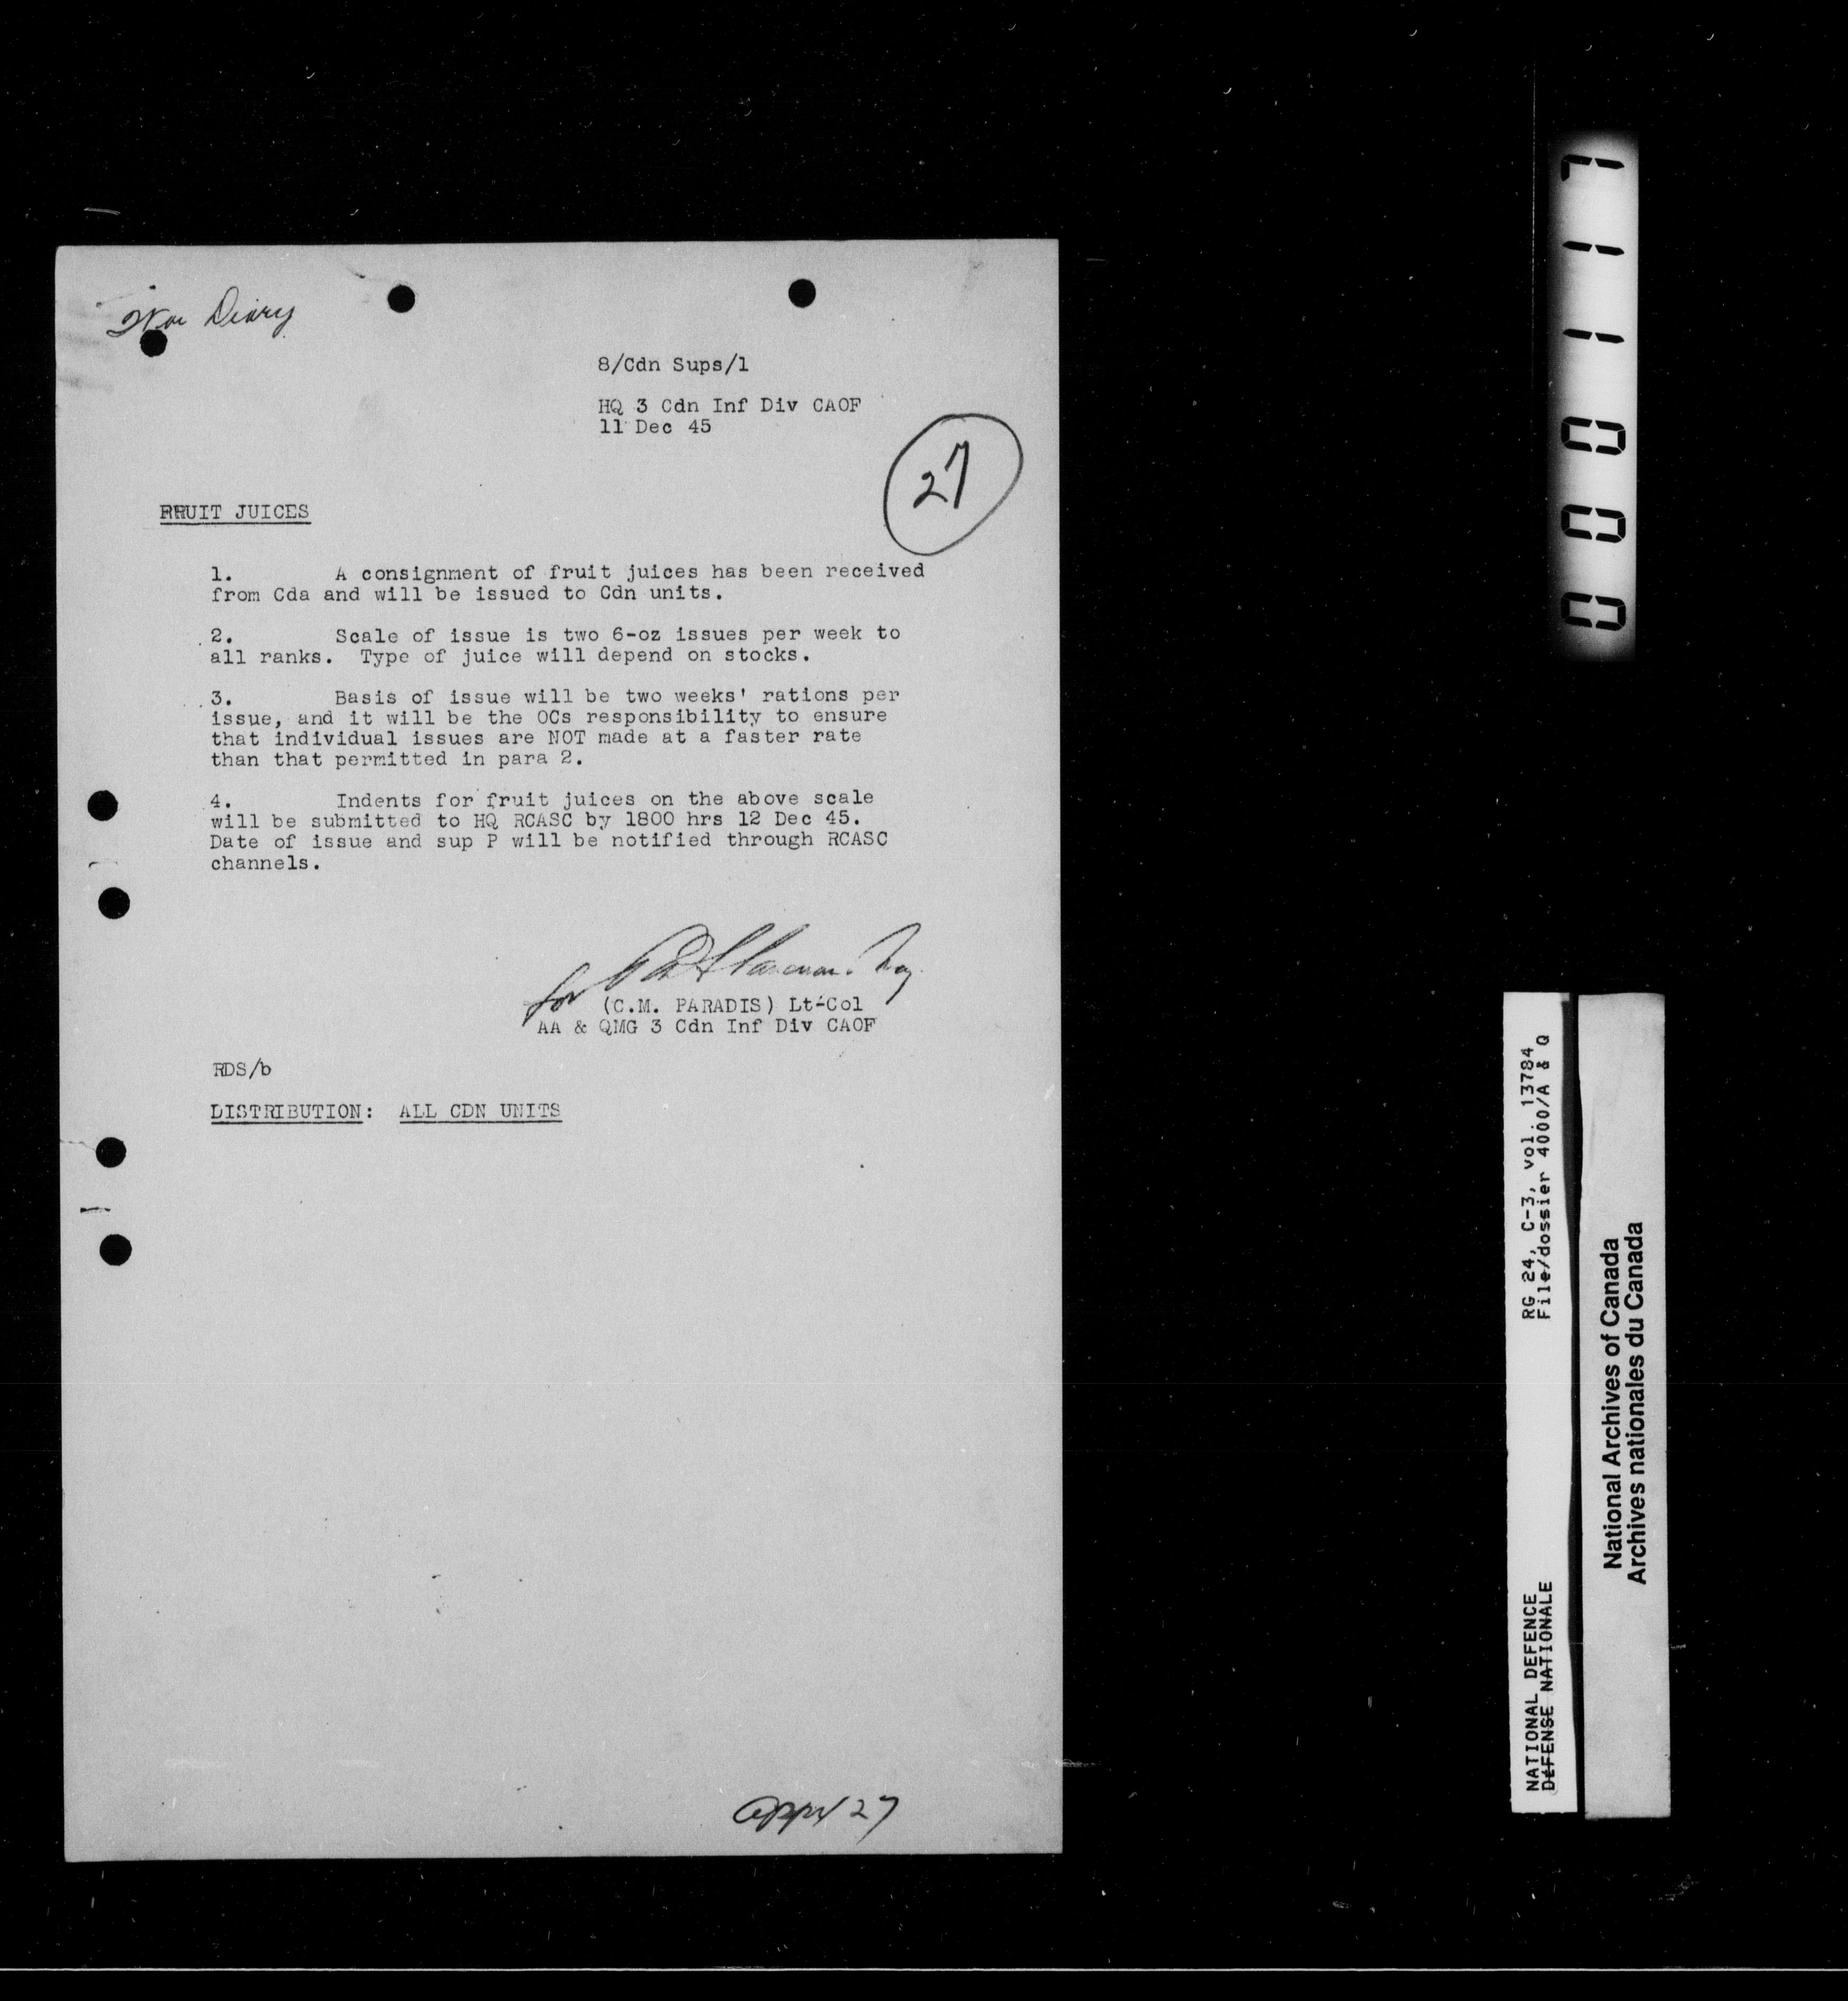 War Diary
8/Cdn Sups/1
HQ 3 Cdn Inf Div CAOF
11 Dec 45
27
FRUIT JUICES
1. A consignment of fruit juices has been received
from Cda and will be issued to Cdn units.
2. Scale of issue is two 6-oz issues per week to
all ranks. Type of juice will depend on stocks.
3. Basis of issue will be two weeks' rations per
issue, and it will be the OCs responsibility to ensure
that individual issues are NOT made at a faster rate
than that permitted in para 2.
4. Indents for fruit juices on the above scale
will be submitted to HQ RCASC by 1800 hrs 12 Dec 45.
Date of issue and sup P will be notified through RCASC
channels.
for
(C.M. PARADIS) Lt-Col
AA & QMG 3 Cdn Inf Div CAOF
RDS/b
DISTRIBUTION: ALL CDN UNITS
27
0001117
RG 24, C-3, vol. 13784
File/dossier 4000/A & Q
NATIONAL DEFENCE
DÉFENSE NATIONALE
National Archives of Canada
Archives nationales du Canada